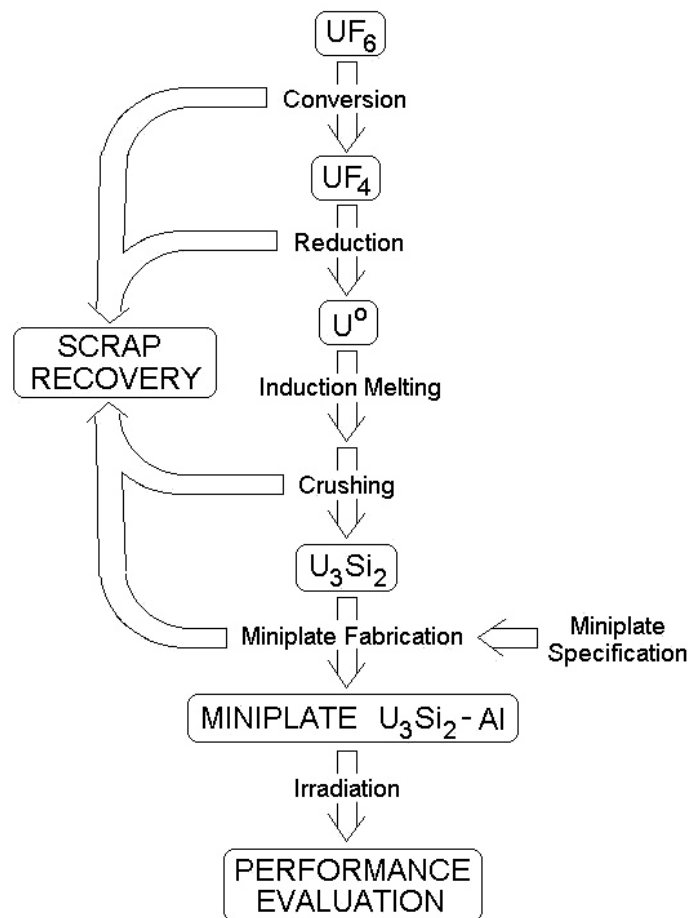 UF₆
Conversion
UF₄
Reduction
U⁰
SCRAP
RECOVERY
Induction Melting
Crushing
U₃Si₂
Miniplate Fabrication
Miniplate
Specification
MINIPLATE U₃Si₂-Al
Irradiation
PERFORMANCE
EVALUATION